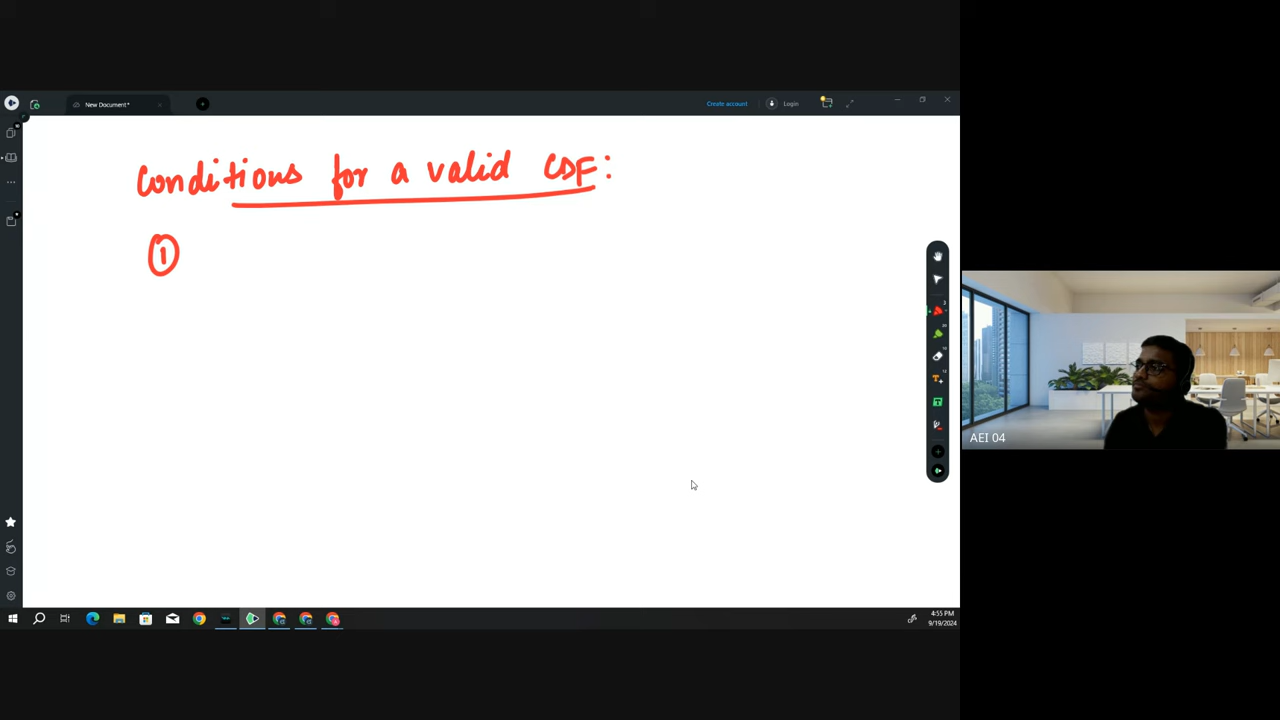 New Document*
Create account
Login
Conditions for a valid CDF:
①
AEI 04
4:55 PM
9/19/2024